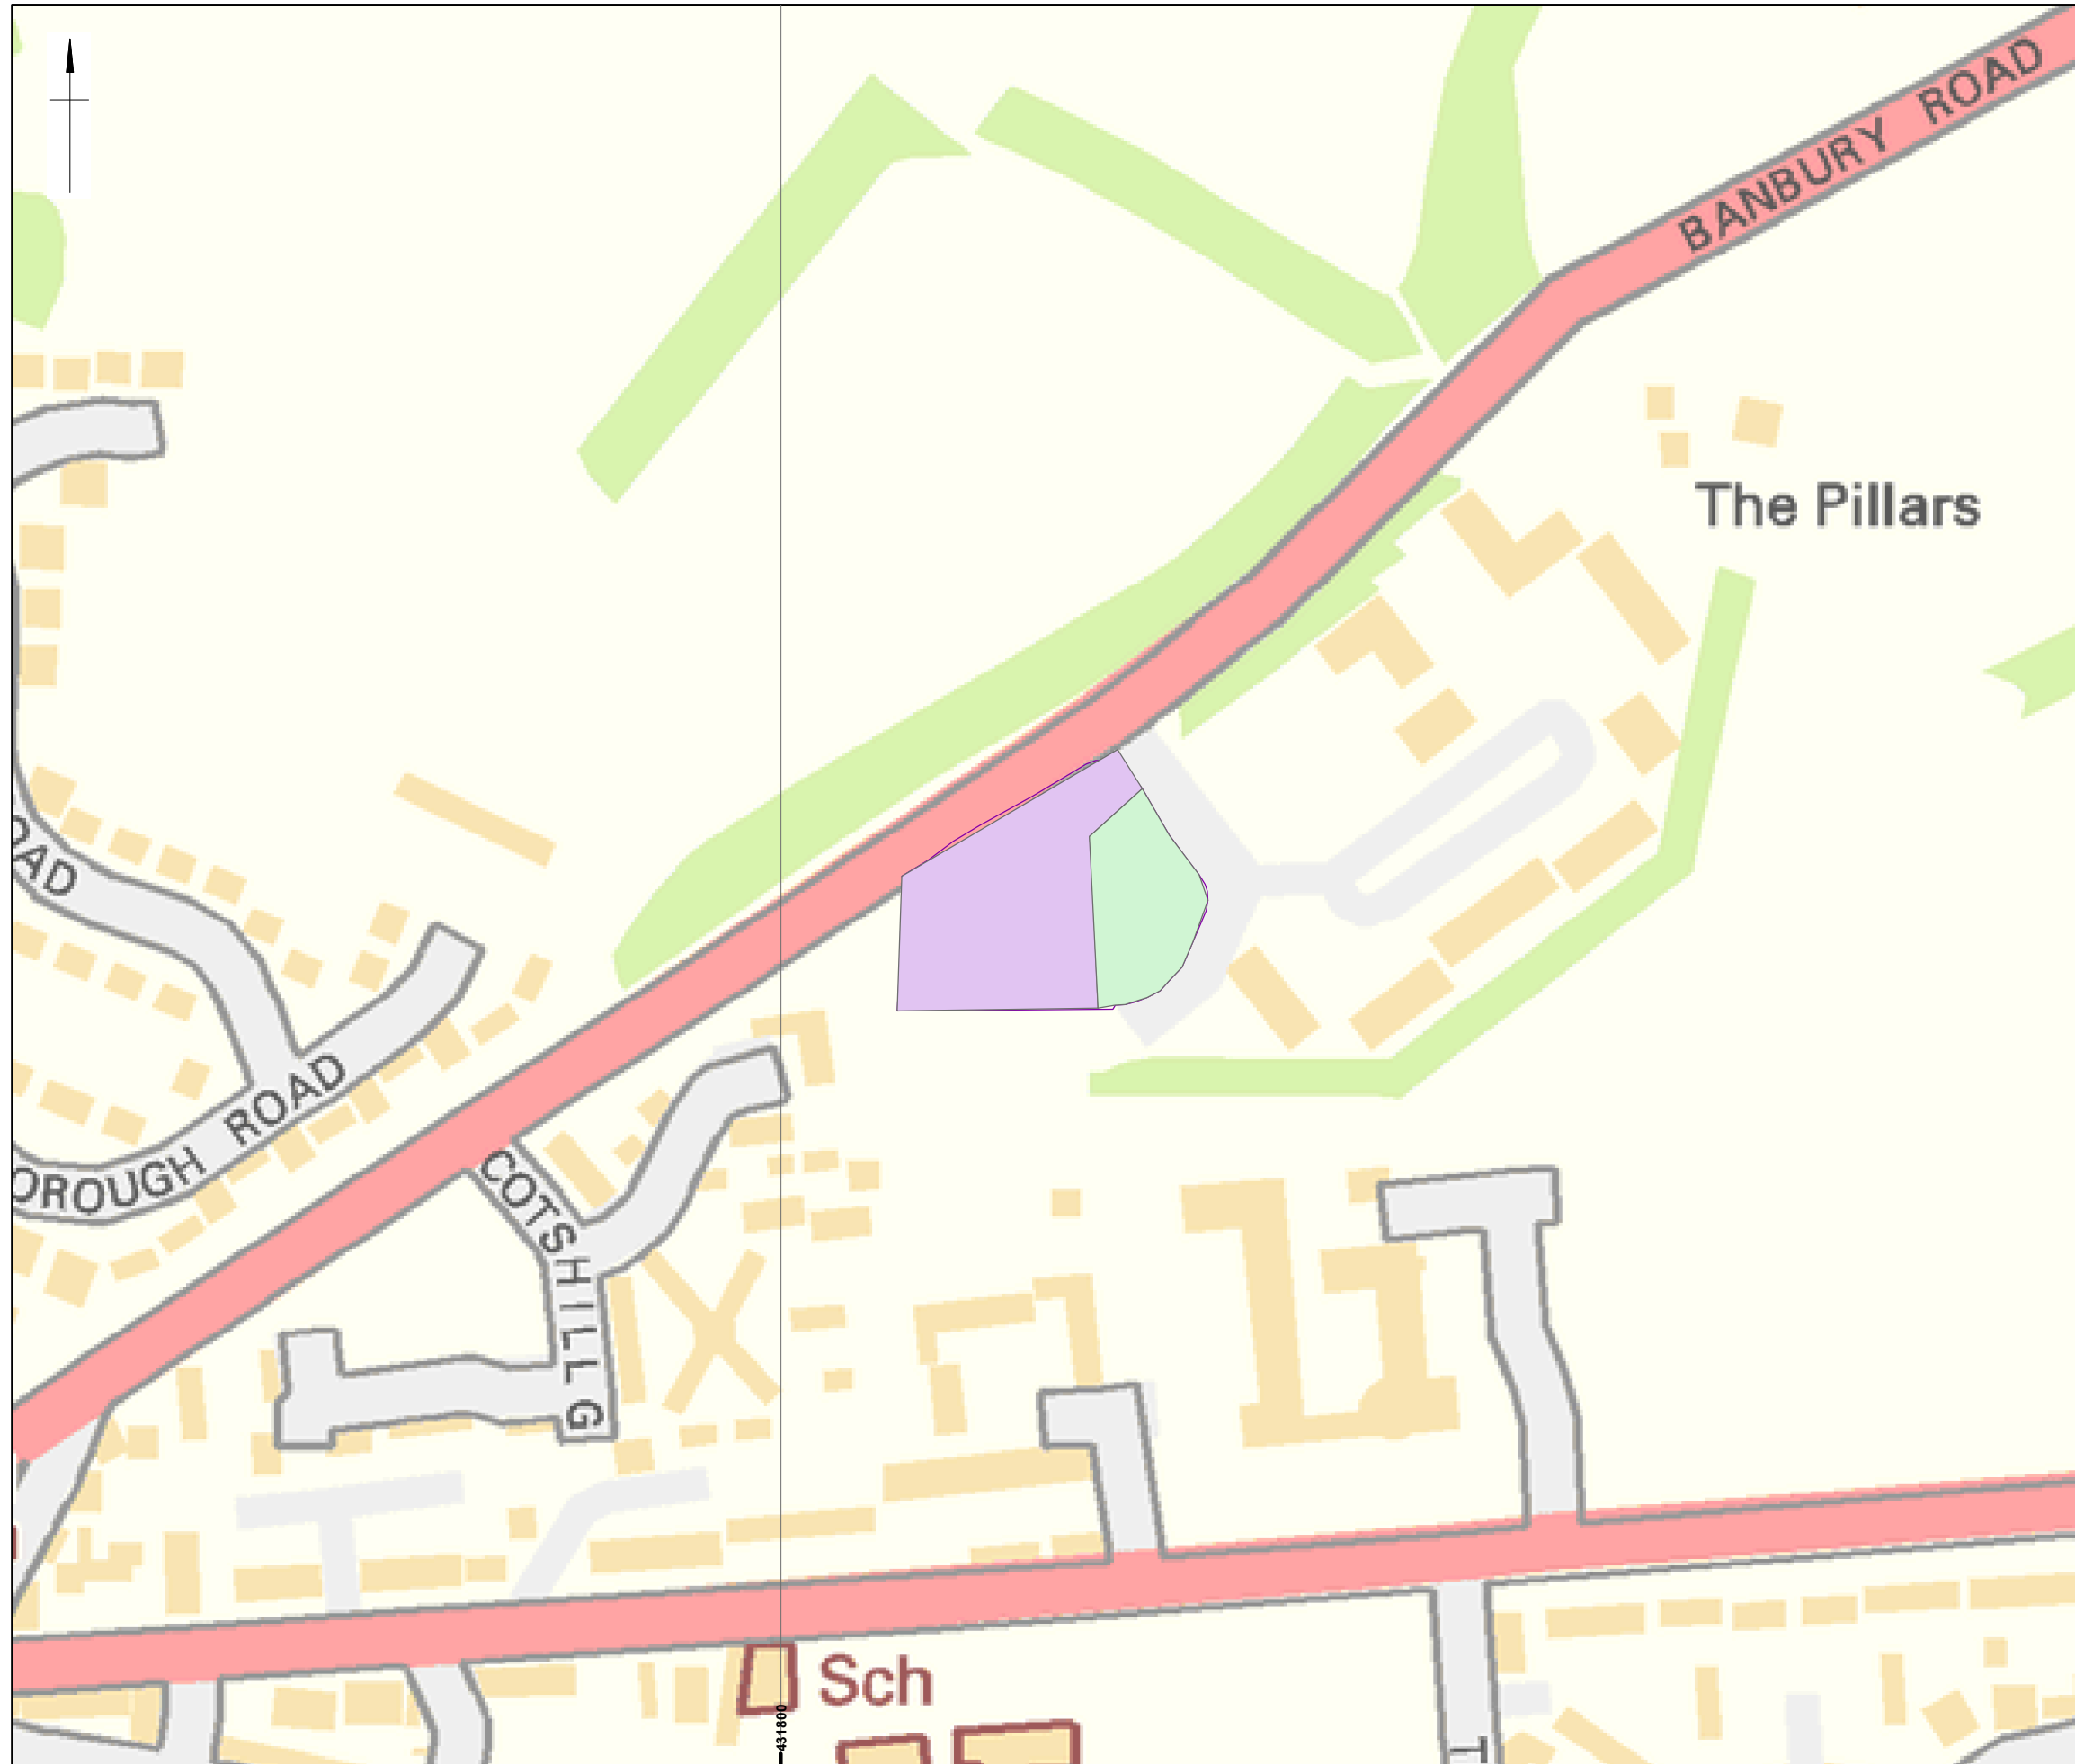 BANBURY ROAD
The Pillars
OAD
OROUGH ROAD
COTSHILL G
Sch
431800
T